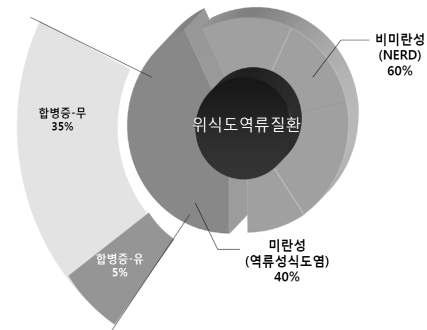 비미란성
(NERD)
60%
합병증-무
35%
위식도역류질환
합병증-유
5%
미란성
(역류성식도염)
40%